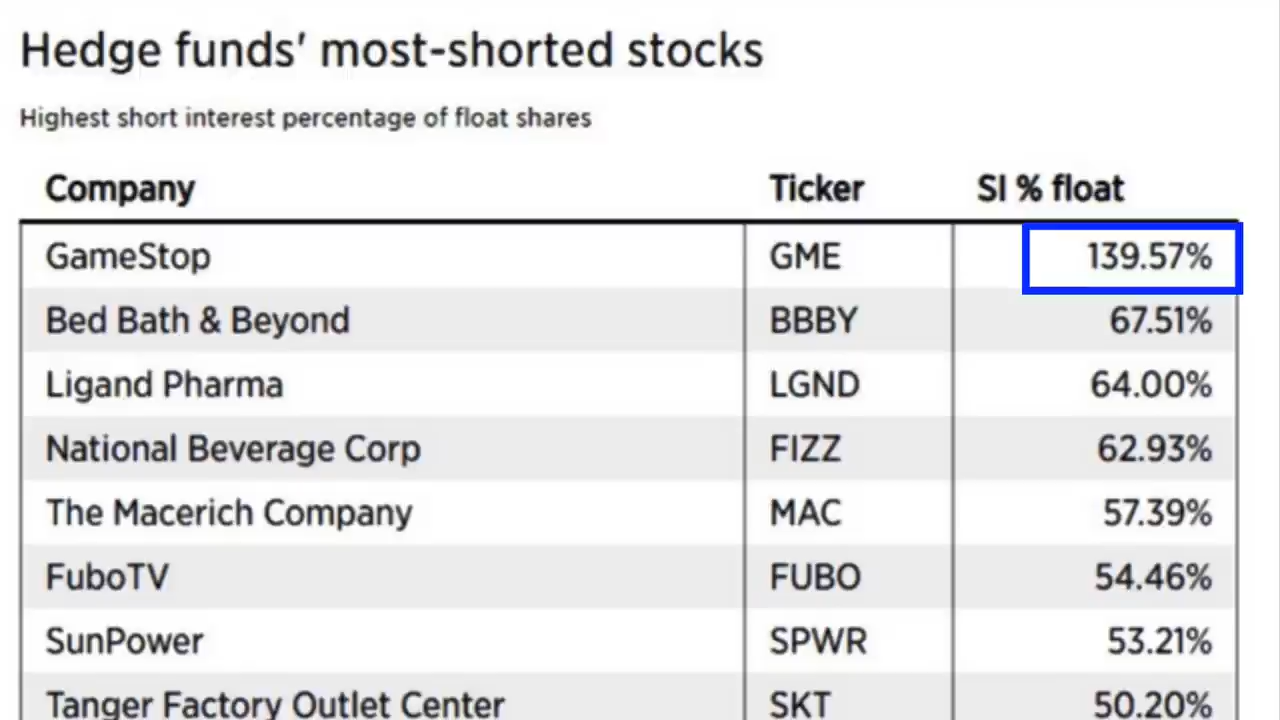 Hedge funds' most-shorted stocks
Highest short interest percentage of float shares
Company Ticker SI % float
GameStop GME 139.57%
Bed Bath & Beyond BBBY 67.51%
Ligand Pharma LGND 64.00%
National Beverage Corp FIZZ 62.93%
The Macerich Company MAC 57.39%
FuboTV FUBO 54.46%
SunPower SPWR 53.21%
Tanger Factory Outlet Center SKT 50.20%